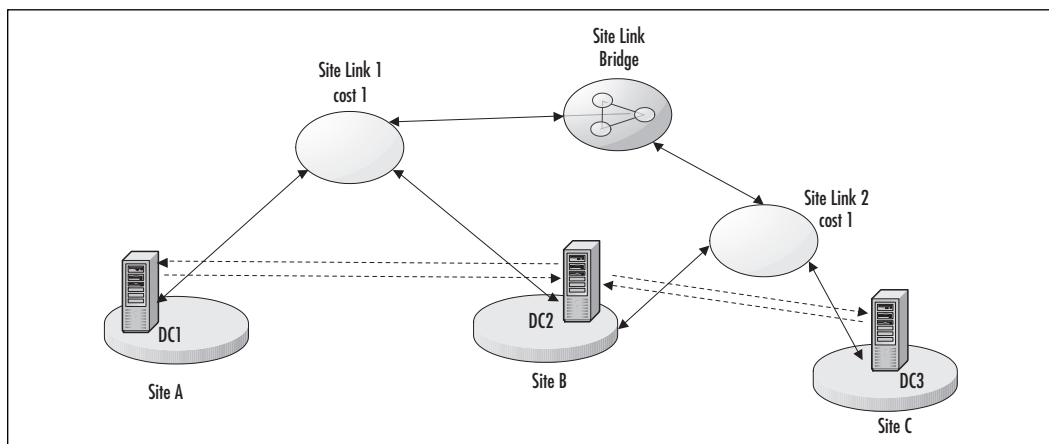 Site Link
Bridge
Site Link 1
cost 1
Site Link 2
cost 1
DC1
DC2
DC3
Site A
Site B
Site C